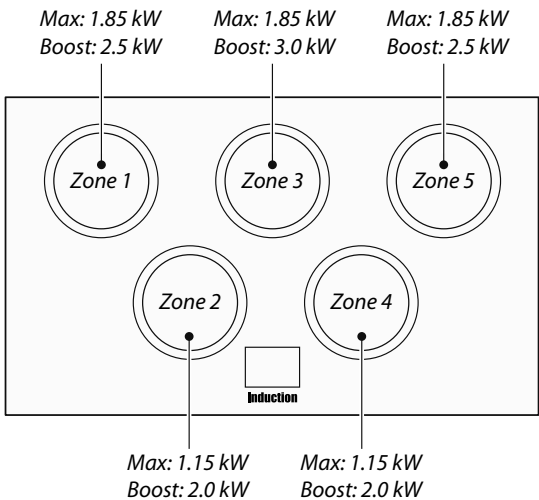 Max: 1.85 kW
Boost: 2.5 kW
Max: 1.85 kW
Boost: 3.0 kW
Max: 1.85 kW
Boost: 2.5 kW
Zone 1
Zone 3
Zone 5
Zone 2
Zone 4
Induction
Max: 1.15 kW
Boost: 2.0 kW
Max: 1.15 kW
Boost: 2.0 kW